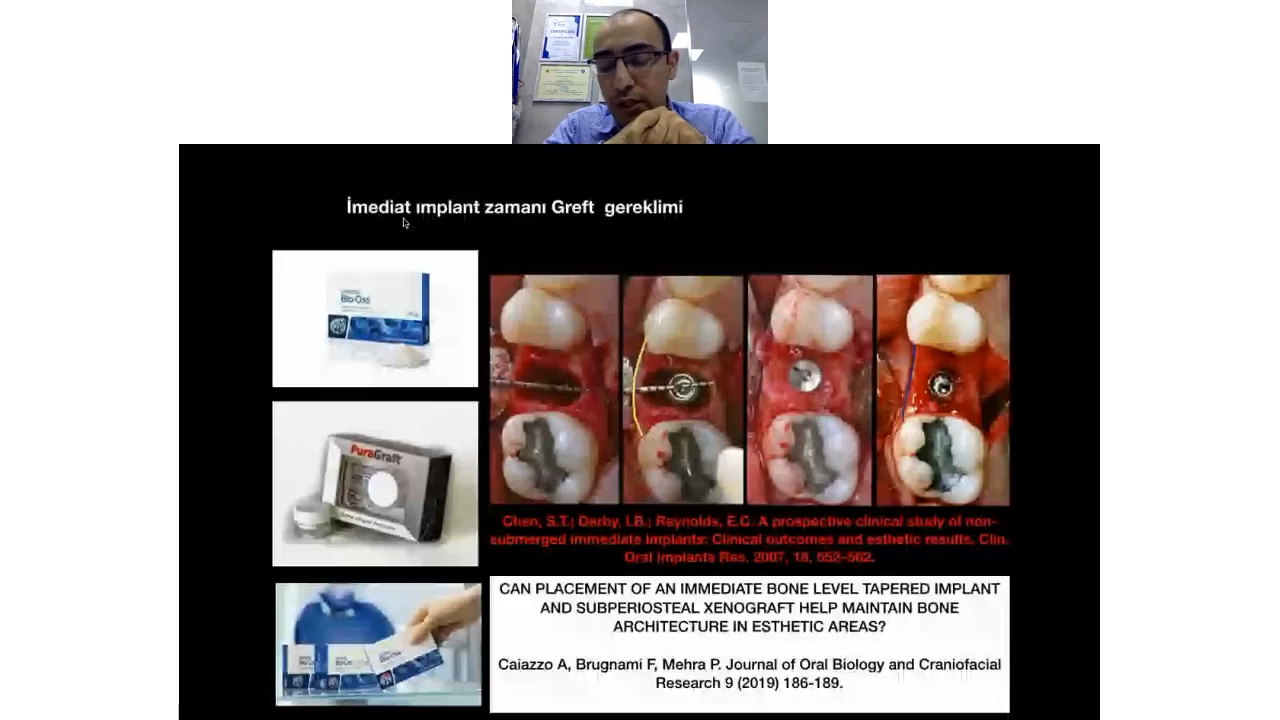 CERTIFICATE
İmediat ımplant zamanı Greft  gereklimi
Bio-Oss
PuraGraft
Chen, S.T.; Darby, I.B.; Reynolds, E.C. A prospective clinical study of non-
submerged immediate implants: Clinical outcomes and esthetic results. Clin.
Oral Implants Res. 2007, 18, 552–562.
CAN PLACEMENT OF AN IMMEDIATE BONE LEVEL TAPERED IMPLANT
AND SUBPERIOSTEAL XENOGRAFT HELP MAINTAIN BONE
ARCHITECTURE IN ESTHETIC AREAS?
Caiazzo A, Brugnami F, Mehra P. Journal of Oral Biology and Craniofacial
Research 9 (2019) 186-189.